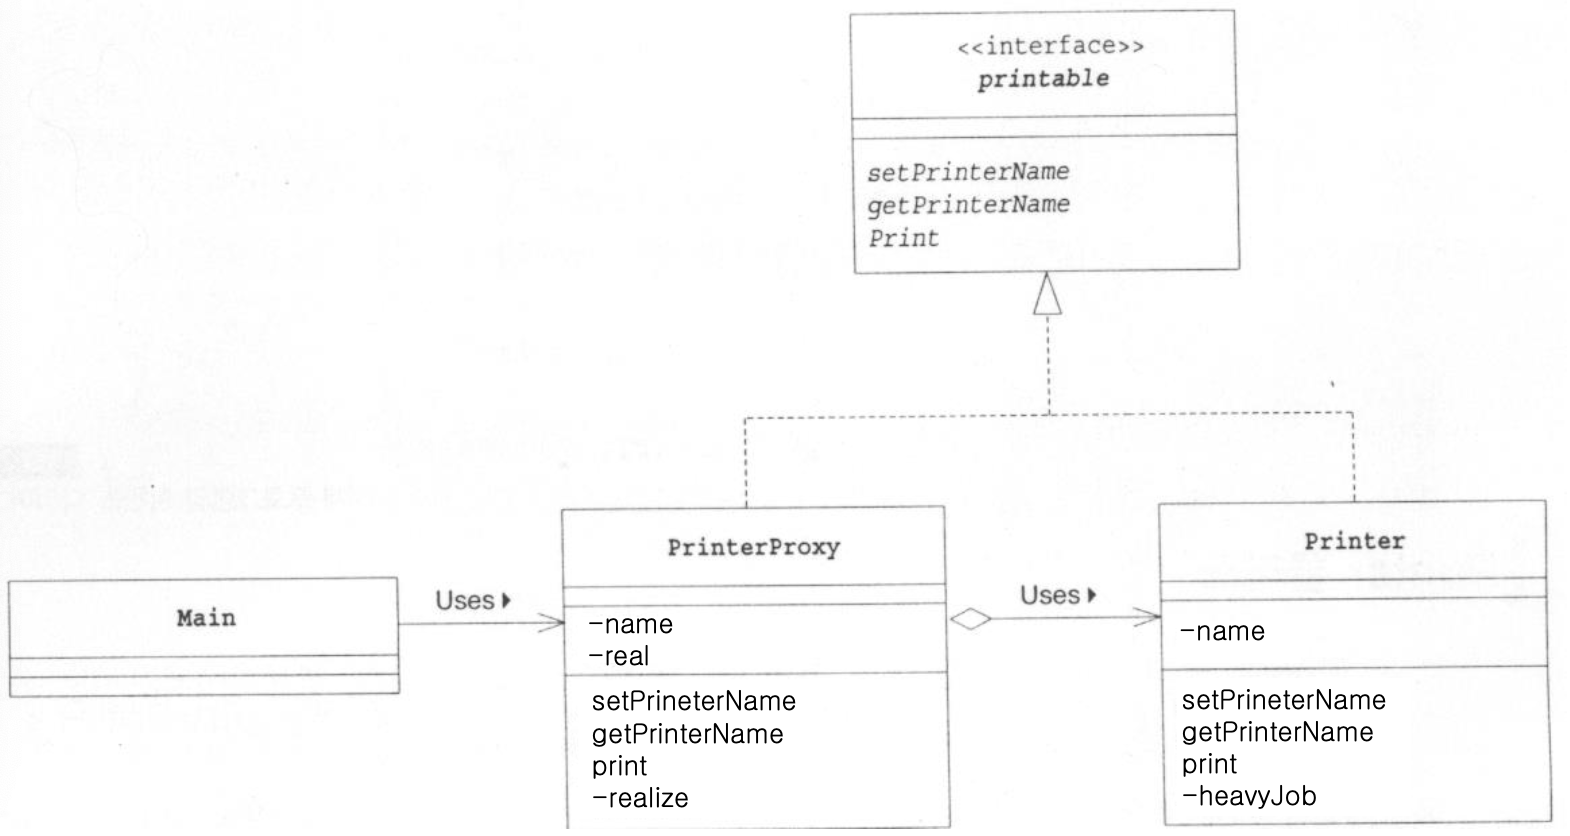 <<interface>>
printable
setPrinterName
getPrinterName
Print
Main
Uses
PrinterProxy
-name
-real
setPrineterName
getPrinterName
print
-realize
Uses
Printer
-name
setPrineterName
getPrinterName
print
-heavyJob